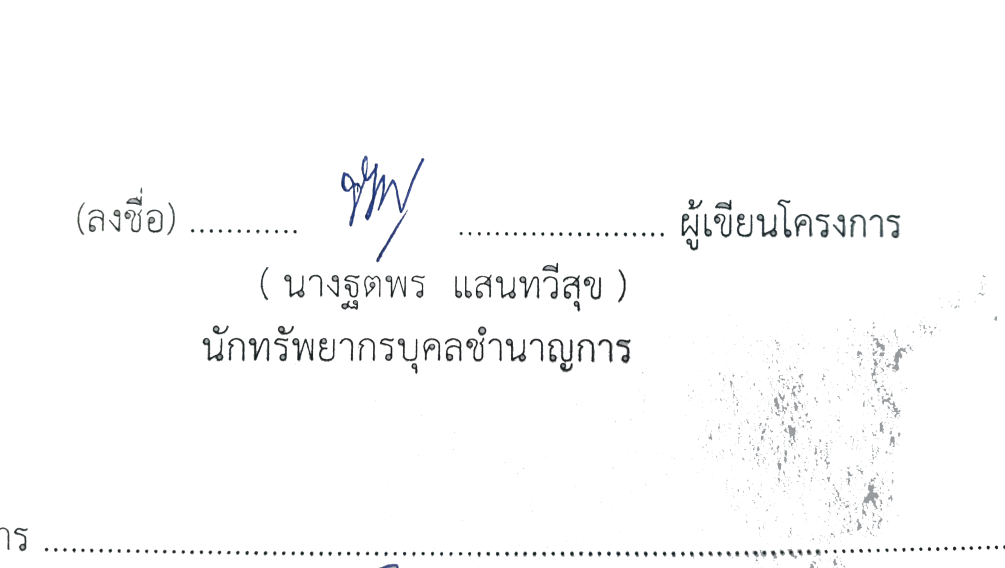 (ลงชื่อ) ............ ....................... ผู้เขียนโครงการ
( นางฐตพร แสนทวีสุข )
นักทรัพยากรบุคลชำนาญการ
าร ................................................................................